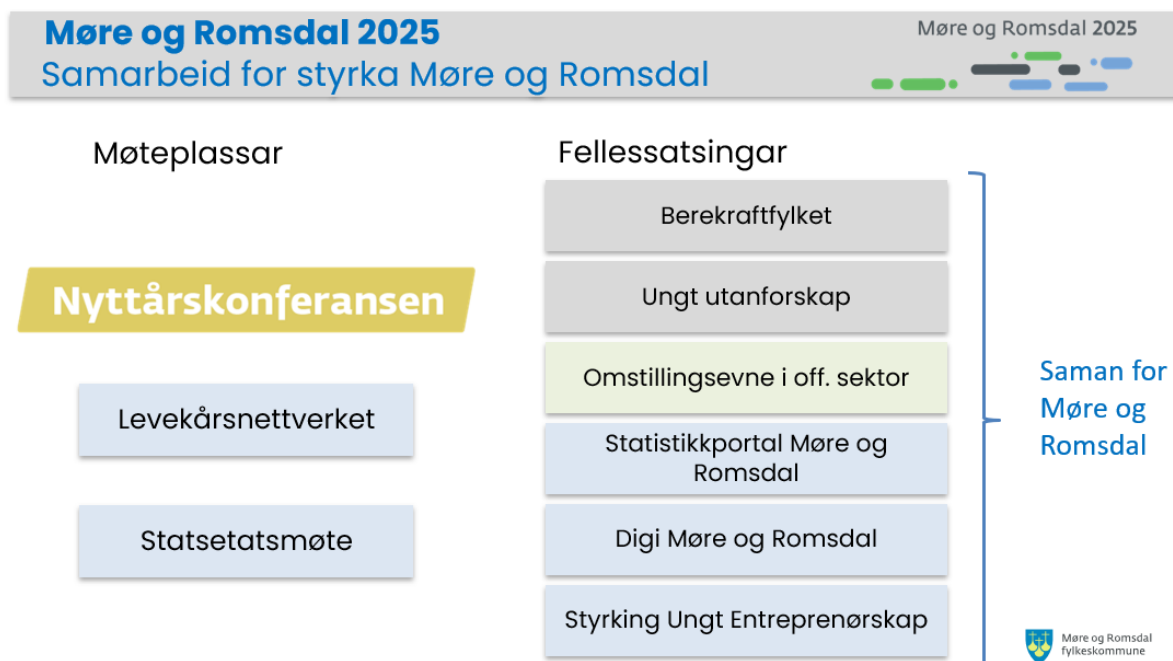 Møre og Romsdal 2025
Samarbeid for styrka Møre og Romsdal
Møre og Romsdal 2025
Møteplassar
Nyttårskonferansen
Levekårsnettverket
Statsetatsmøte
Fellessatsingar
Berekraftfylket
Ungt utanforskap
Omstillingsevne i off. sektor
Statistikkportal Møre og
Romsdal
Digi Møre og Romsdal
Styrking Ungt Entreprenørskap
Saman for
Møre og
Romsdal
Møre og Romsdal
fylkeskommune